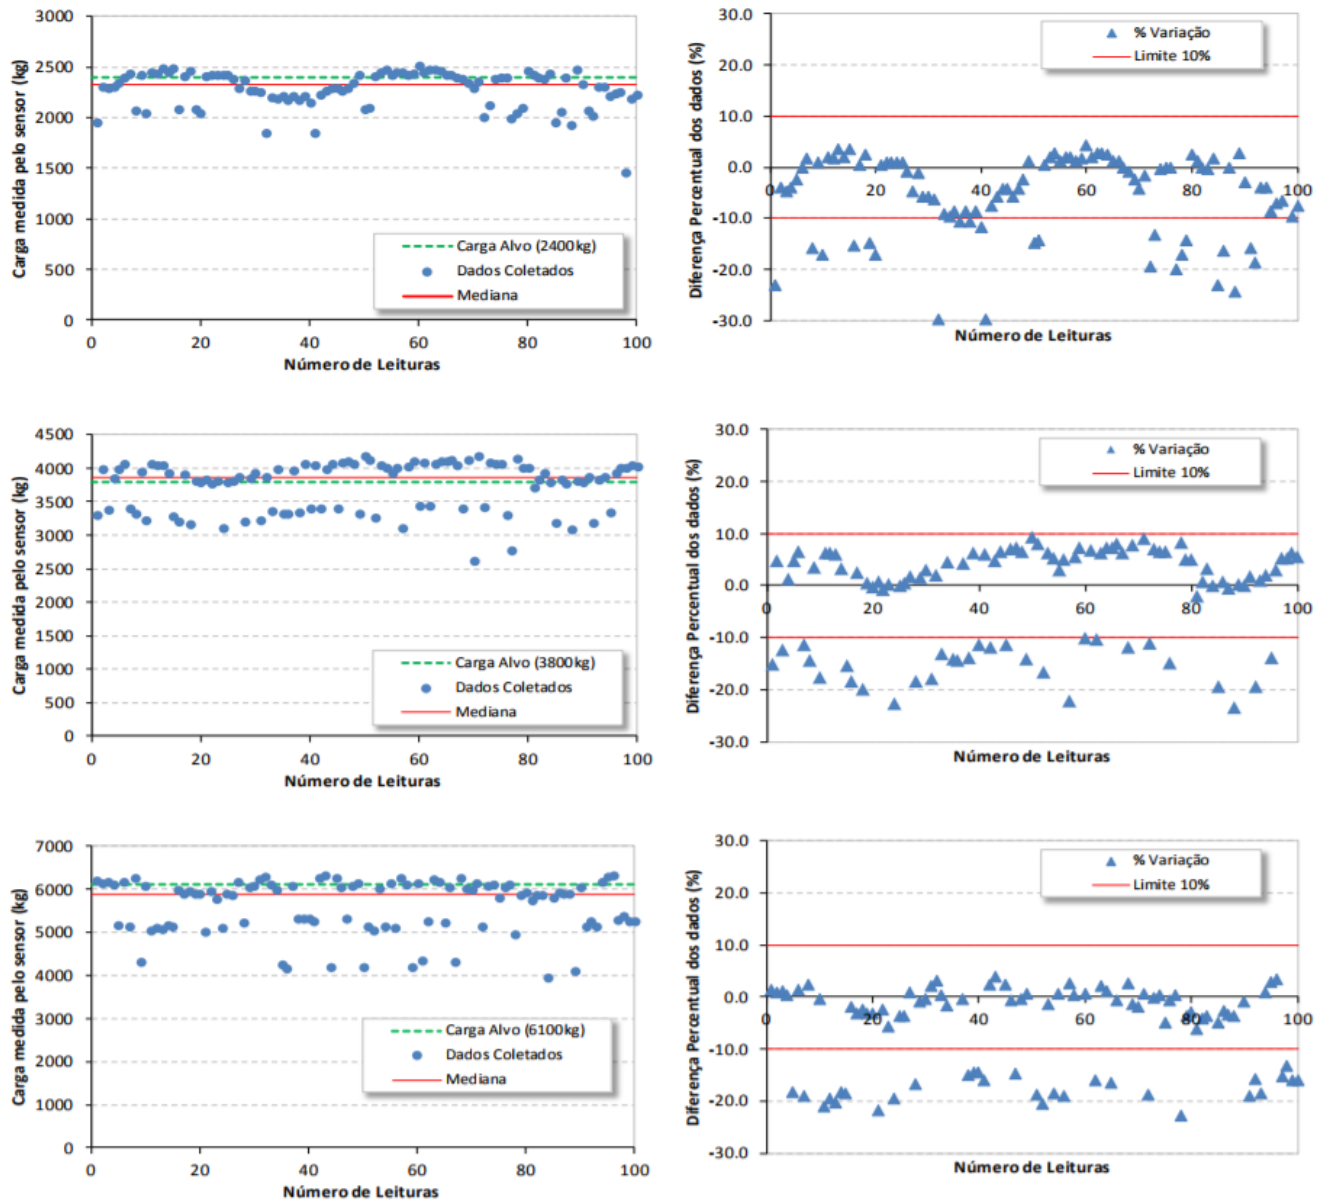 3000
2500
2000
1500
1000
500
0
Carga medida pelo sensor (kg)
Carga Alvo (2400kg)
Dados Coletados
Mediana
0 20 40 60 80 100
Número de Leituras
30.0
20.0
10.0
0.0
-10.0
-20.0
-30.0
Diferença Percentual dos dados (%)
% Variação
Limite 10%
0 20 40 60 80 100
Número de Leituras
4500
4000
3500
3000
2500
2000
1500
1000
500
0
Carga medida pelo sensor (kg)
Carga Alvo (3800kg)
Dados Coletados
Mediana
0 20 40 60 80 100
Número de Leituras
30.0
20.0
10.0
0.0
-10.0
-20.0
-30.0
Diferença Percentual dos dados (%)
% Variação
Limite 10%
0 20 40 60 80 100
Número de Leituras
7000
6000
5000
4000
3000
2000
1000
0
Carga medida pelo sensor (kg)
Carga Alvo (6100kg)
Dados Coletados
Mediana
0 20 40 60 80 100
Número de Leituras
30.0
20.0
10.0
0.0
-10.0
-20.0
-30.0
Diferença Percentual dos dados (%)
% Variação
Limite 10%
0 20 40 60 80 100
Número de Leituras